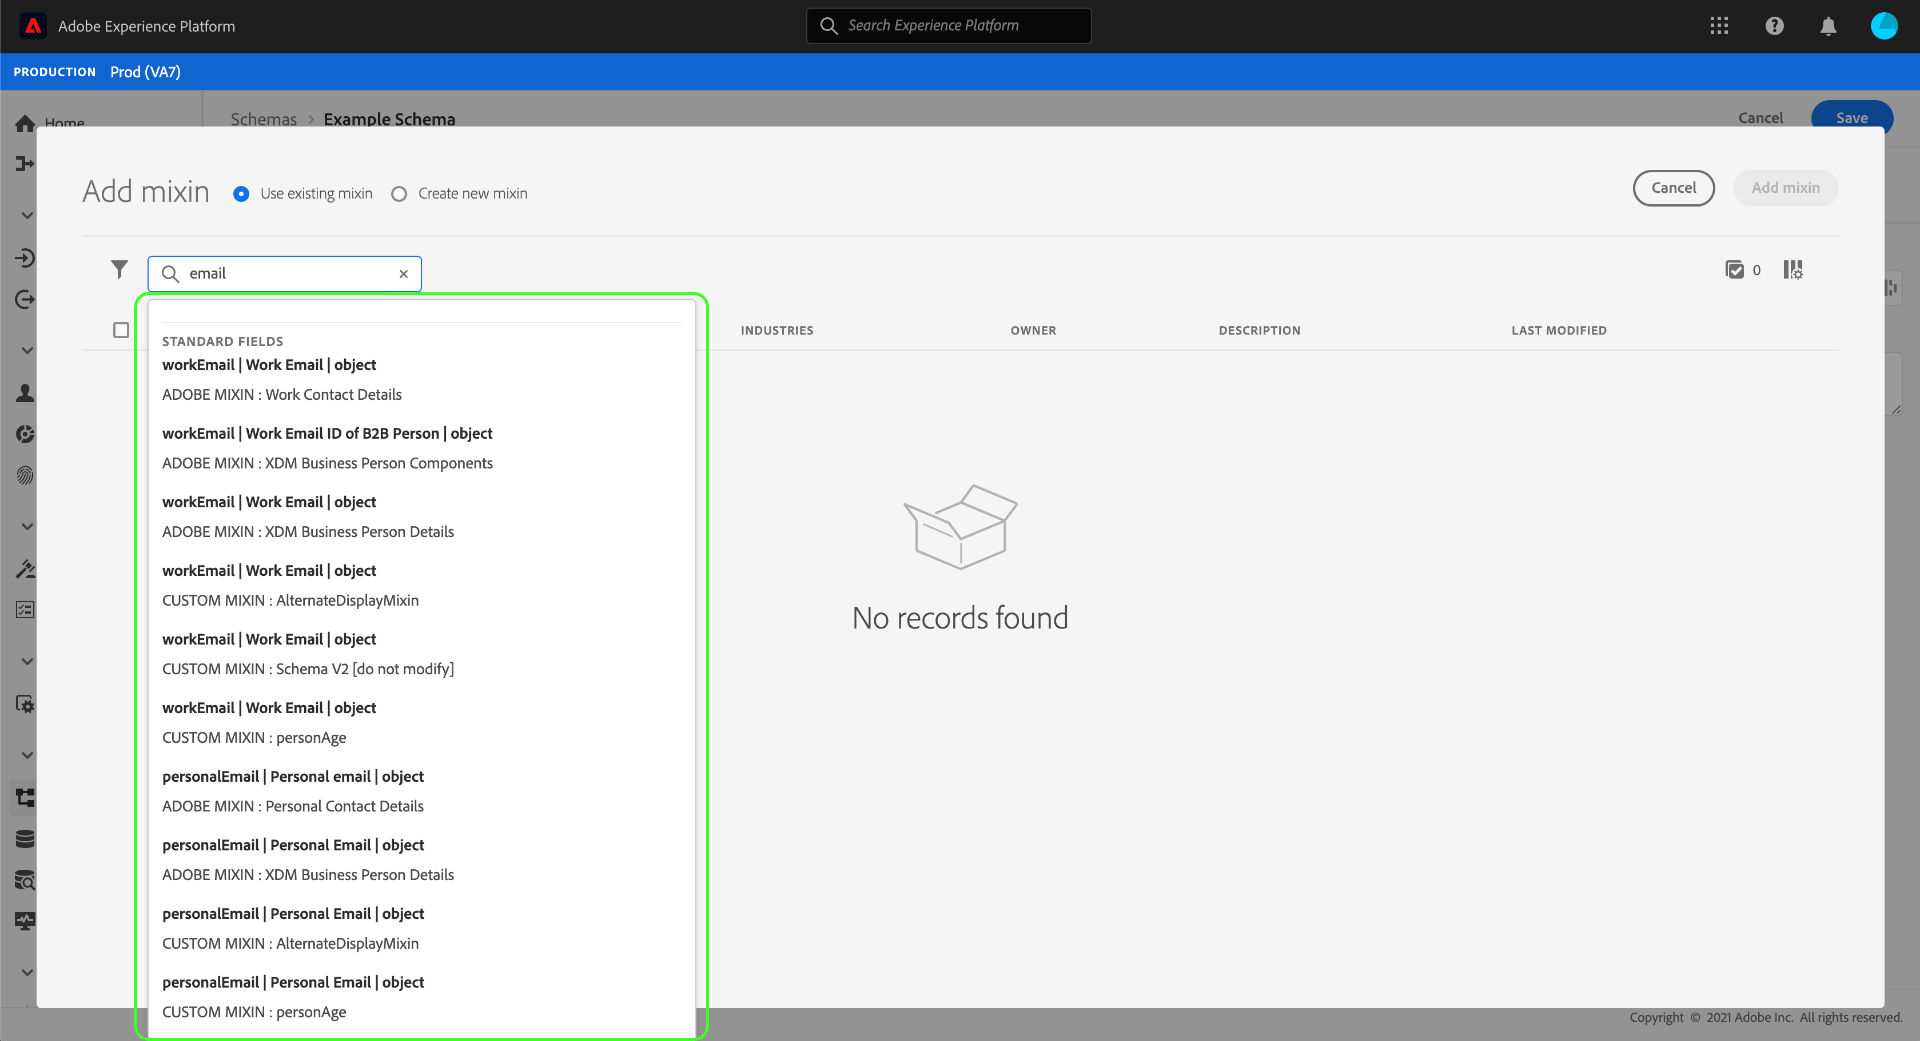 Adobe Experience Platform
Search Experience Platform
PRODUCTION Prod (VA7)
Home
Schemas > Example Schema
Cancel
Save
Add mixin
Use existing mixin
Create new mixin
Cancel
Add mixin
email
0
INDUSTRIES
OWNER
DESCRIPTION
LAST MODIFIED
STANDARD FIELDS
workEmail | Work Email | object
ADOBE MIXIN : Work Contact Details
workEmail | Work Email ID of B2B Person | object
ADOBE MIXIN : XDM Business Person Components
workEmail | Work Email | object
ADOBE MIXIN : XDM Business Person Details
workEmail | Work Email | object
CUSTOM MIXIN : AlternateDisplayMixin
workEmail | Work Email | object
CUSTOM MIXIN : Schema V2 [do not modify]
workEmail | Work Email | object
CUSTOM MIXIN : personAge
personalEmail | Personal email | object
ADOBE MIXIN : Personal Contact Details
personalEmail | Personal Email | object
ADOBE MIXIN : XDM Business Person Details
personalEmail | Personal Email | object
CUSTOM MIXIN : AlternateDisplayMixin
personalEmail | Personal Email | object
CUSTOM MIXIN : personAge
No records found
Copyright © 2021 Adobe Inc. All rights reserved.